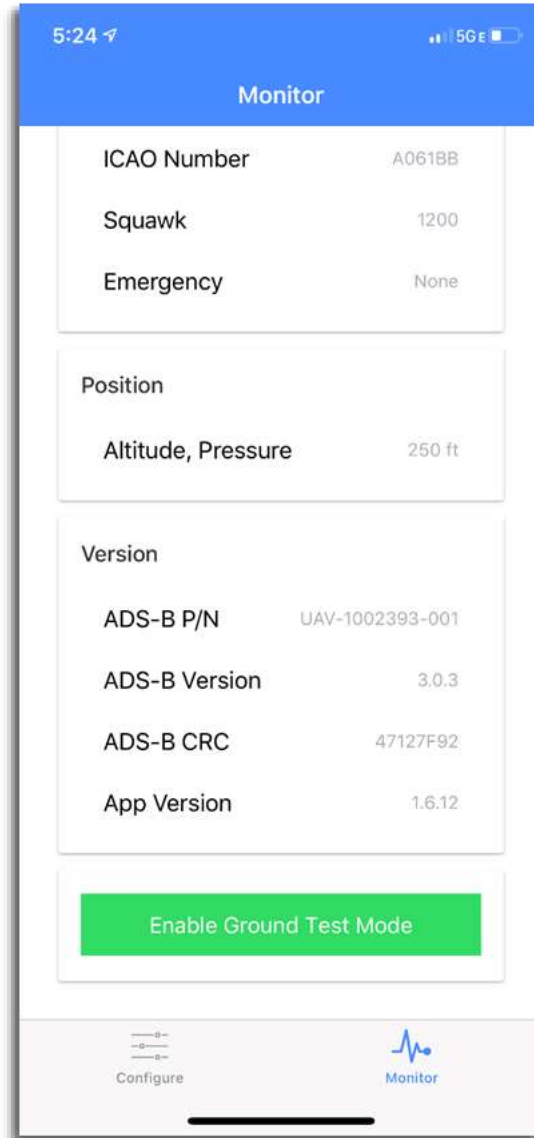 5:24 5GE
Monitor
ICAO Number A061BB
Squawk 1200
Emergency None
Position
Altitude, Pressure 250 ft
Version
ADS-B P/N UAV-1002393-001
ADS-B Version 3.0.3
ADS-B CRC 47127F92
App Version 1.6.12
Enable Ground Test Mode
Configure Monitor